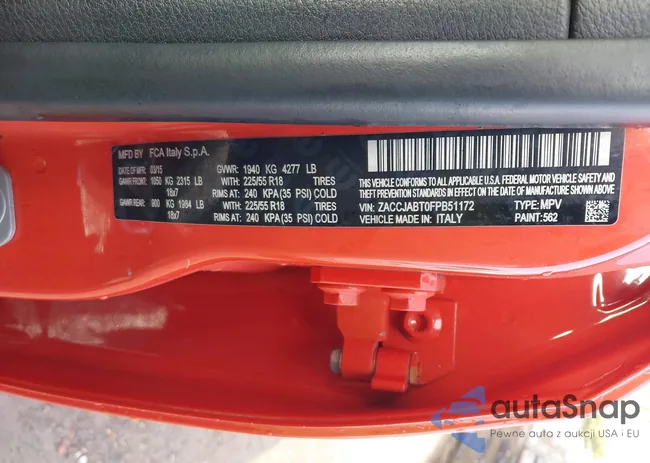 MFD BY FCA Italy S.p.A.
DATE OF MFR: 03/15 GVWR: 1940 KG 4277 LB
GAWR FRONT: 1050 KG 2315 LB WITH: 225/55 R18 TIRES
18x7 RIMS AT: 240 KPA(35 PSI) COLD
GAWR REAR: 900 KG 1984 LB WITH: 225/55 R18 TIRES
18x7 RIMS AT: 240 KPA(35 PSI) COLD
THIS VEHICLE CONFORMS TO ALL APPLICABLE U.S.A. FEDERAL MOTOR
VEHICLE SAFETY, BUMPER, AND THEFT PREVENTION STANDARDS IN EFFECT
ON THE DATE OF MANUFACTURE SHOWN ABOVE.
VIN: ZACCJABT0FPB51172 TYPE: MPV
VEHICLE MADE IN: ITALY PAINT: 562
autoSnap
Pewne auta z aukcji USA i EU